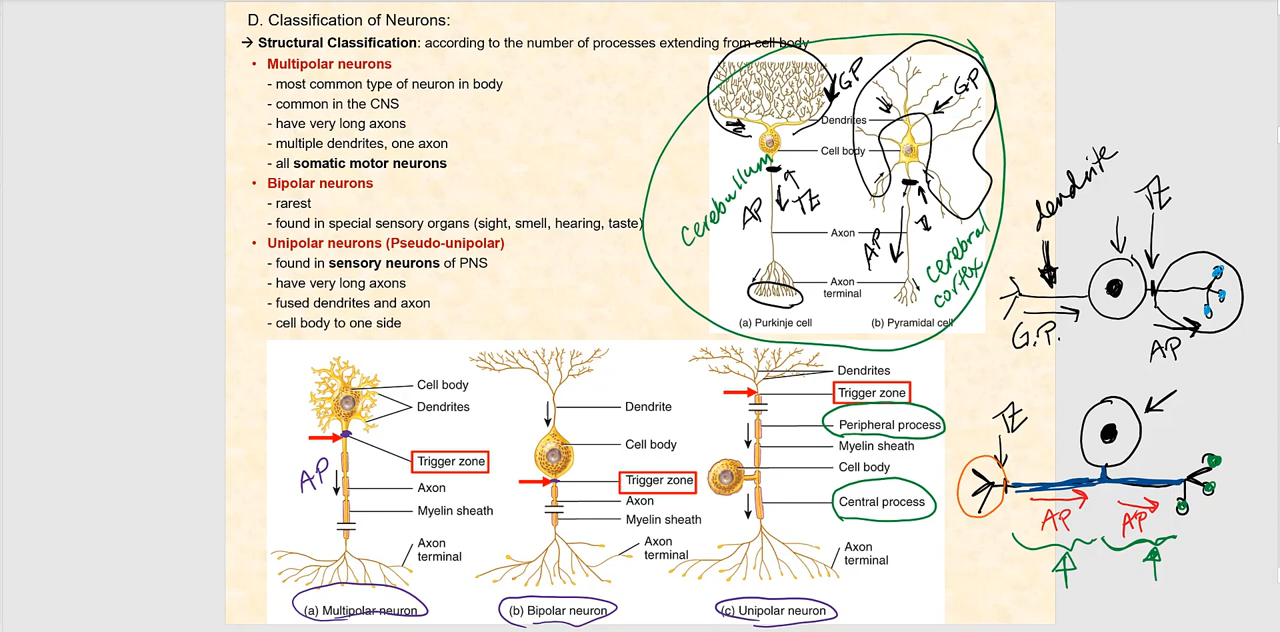 D. Classification of Neurons:
→ Structural Classification: according to the number of processes extending from cell body
• Multipolar neurons
- most common type of neuron in body
- common in the CNS
- have very long axons
- multiple dendrites, one axon
- all somatic motor neurons
• Bipolar neurons
- rarest
- found in special sensory organs (sight, smell, hearing, taste)
• Unipolar neurons (Pseudo-unipolar)
- found in sensory neurons of PNS
- have very long axons
- fused dendrites and axon
- cell body to one side
GP
G.P
Dendrites
Cell body
cerebullum
AP
TZ
AP
TZ
Axon
cerebral
cortex
Axon
terminal
(a) Purkinje cell
(b) Pyramidal cell
dendrite
TZ
G.P.
AP
Cell body
Dendrites
Trigger zone
AP
Axon
Myelin sheath
Axon
terminal
(a) Multipolar neuron
Dendrite
Cell body
Trigger zone
Axon
Myelin sheath
Axon
terminal
(b) Bipolar neuron
Dendrites
Trigger zone
Peripheral process
Myelin sheath
Cell body
Central process
Axon
terminal
(c) Unipolar neuron
TZ
AP
AP